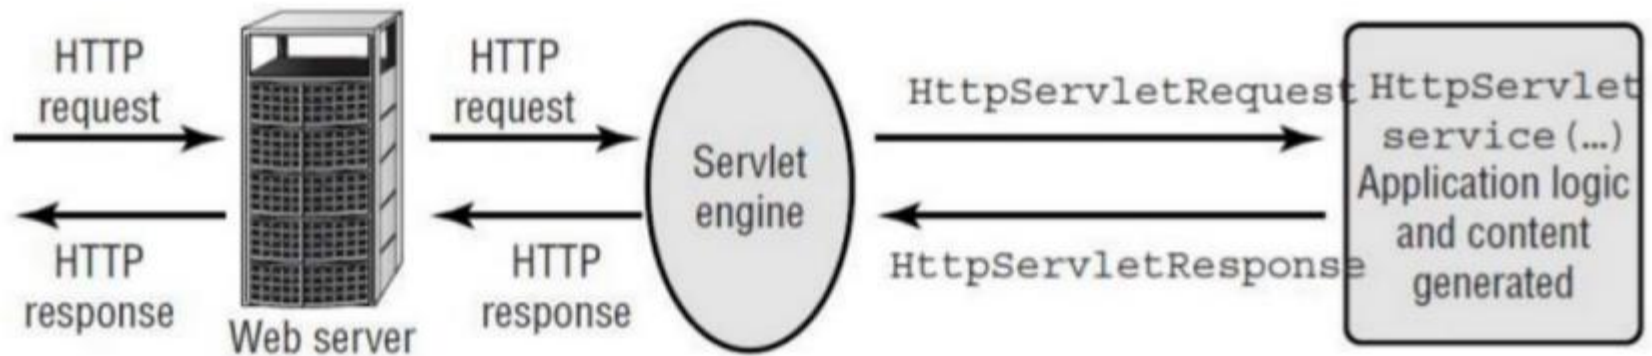 HTTP
request
HTTP
response
Web server
HTTP
request
HTTP
response
Servlet
engine
HttpServletRequest
HttpServletResponse
HttpServlet
service(…)
Application logic
and content
generated